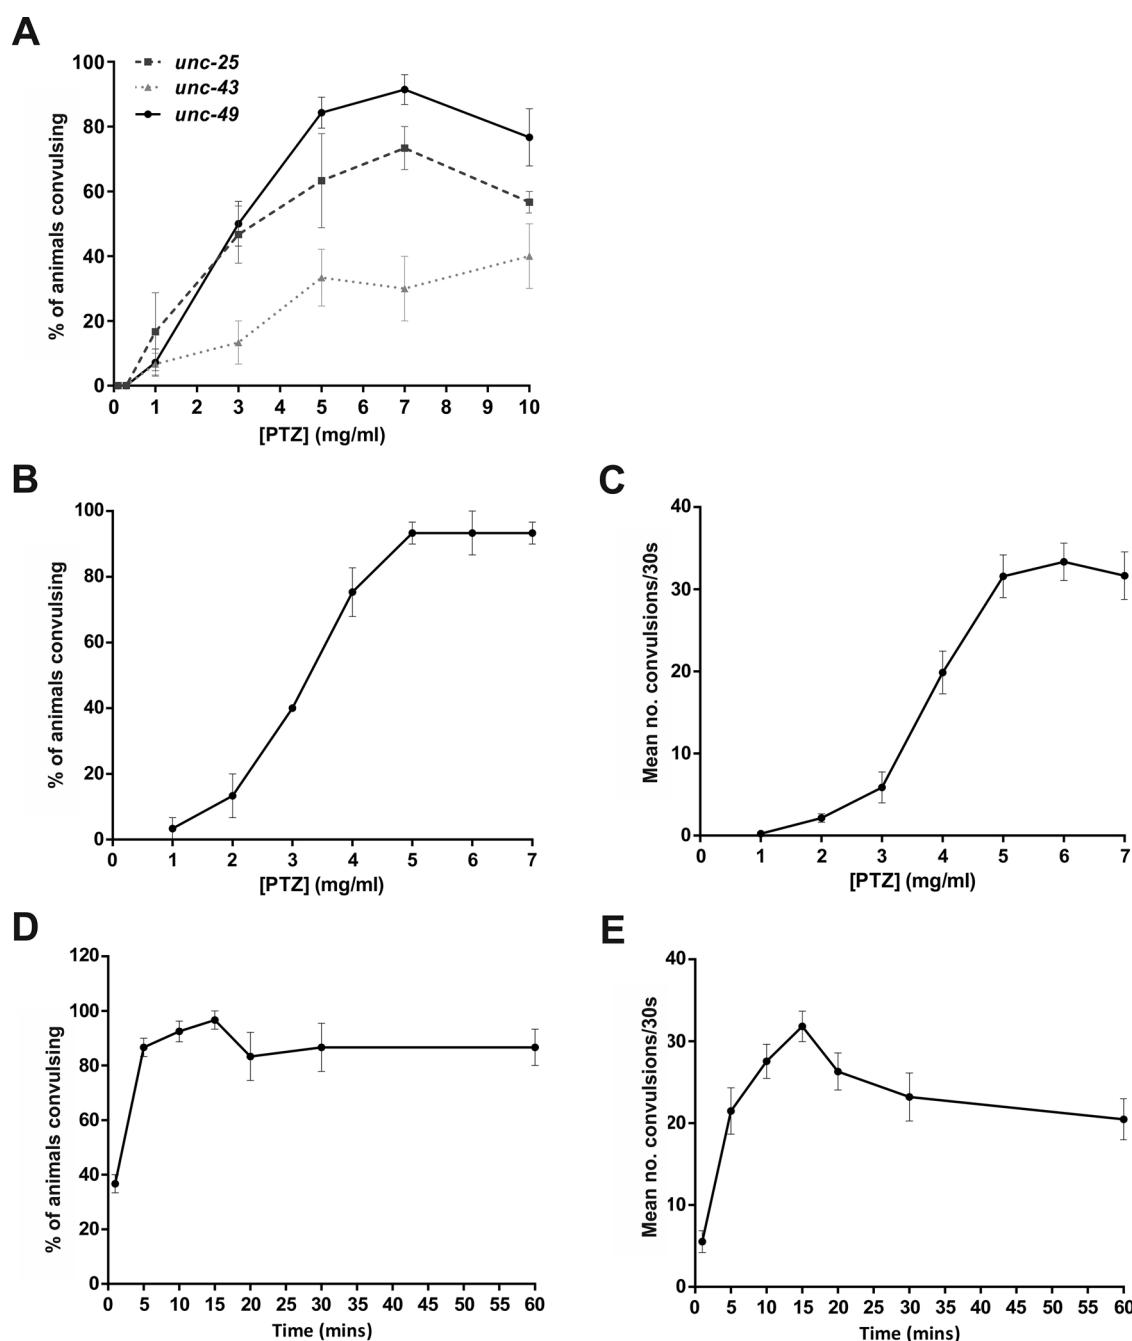 A
unc-25
unc-43
unc-49
% of animals convulsing
100
80
60
40
20
0
0 1 2 3 4 5 6 7 8 9 10
[PTZ] (mg/ml)
B
% of animals convulsing
100
80
60
40
20
0
0 1 2 3 4 5 6 7
[PTZ] (mg/ml)
C
Mean no. convulsions/30s
40
30
20
10
0
0 1 2 3 4 5 6 7
[PTZ] (mg/ml)
D
% of animals convulsing
120
100
80
60
40
20
0
0 5 10 15 20 25 30 35 40 45 50 55 60
Time (mins)
E
Mean no. convulsions/30s
40
30
20
10
0
0 5 10 15 20 25 30 35 40 45 50 55 60
Time (mins)